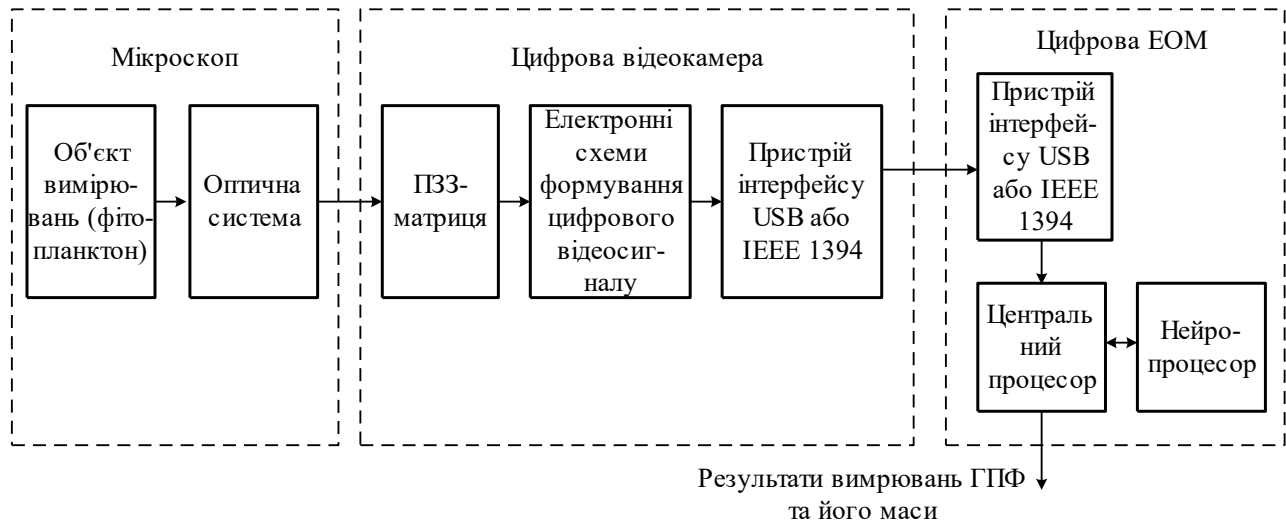 Мікроскоп
Об'єкт
вимірю-
вань (фіто-
планктон)
Оптична
система
Цифрова відеокамера
ПЗЗ-
матриця
Електронні
схеми
формування
цифрового
відеосиг-
налу
Пристрій
інтерфейсу
USB або
IEEE 1394
Цифрова ЕОМ
Пристрій
інтерфей-
су USB
або IEEE
1394
Централь
ний
процесор
Нейро-
процесор
Результати вимрювань ГПФ
та його маси